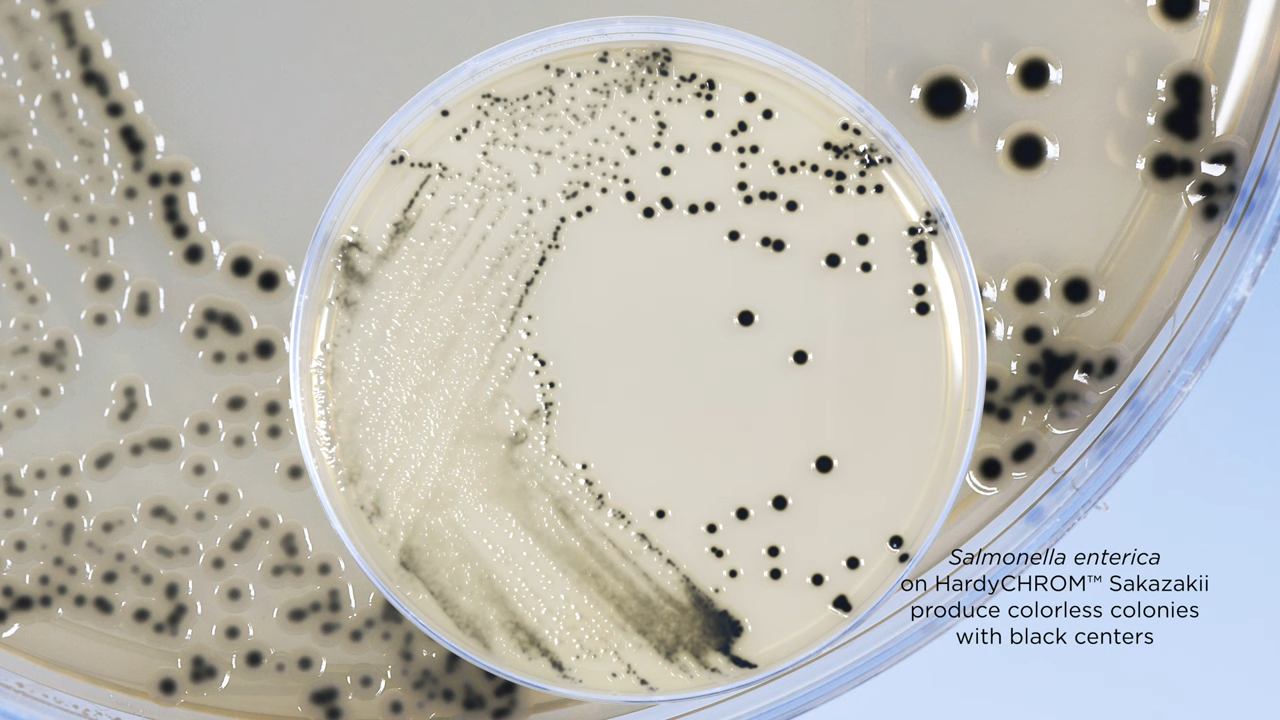 Salmonella enterica
on HardyCHROM™ Sakazakii
produce colorless colonies
with black centers